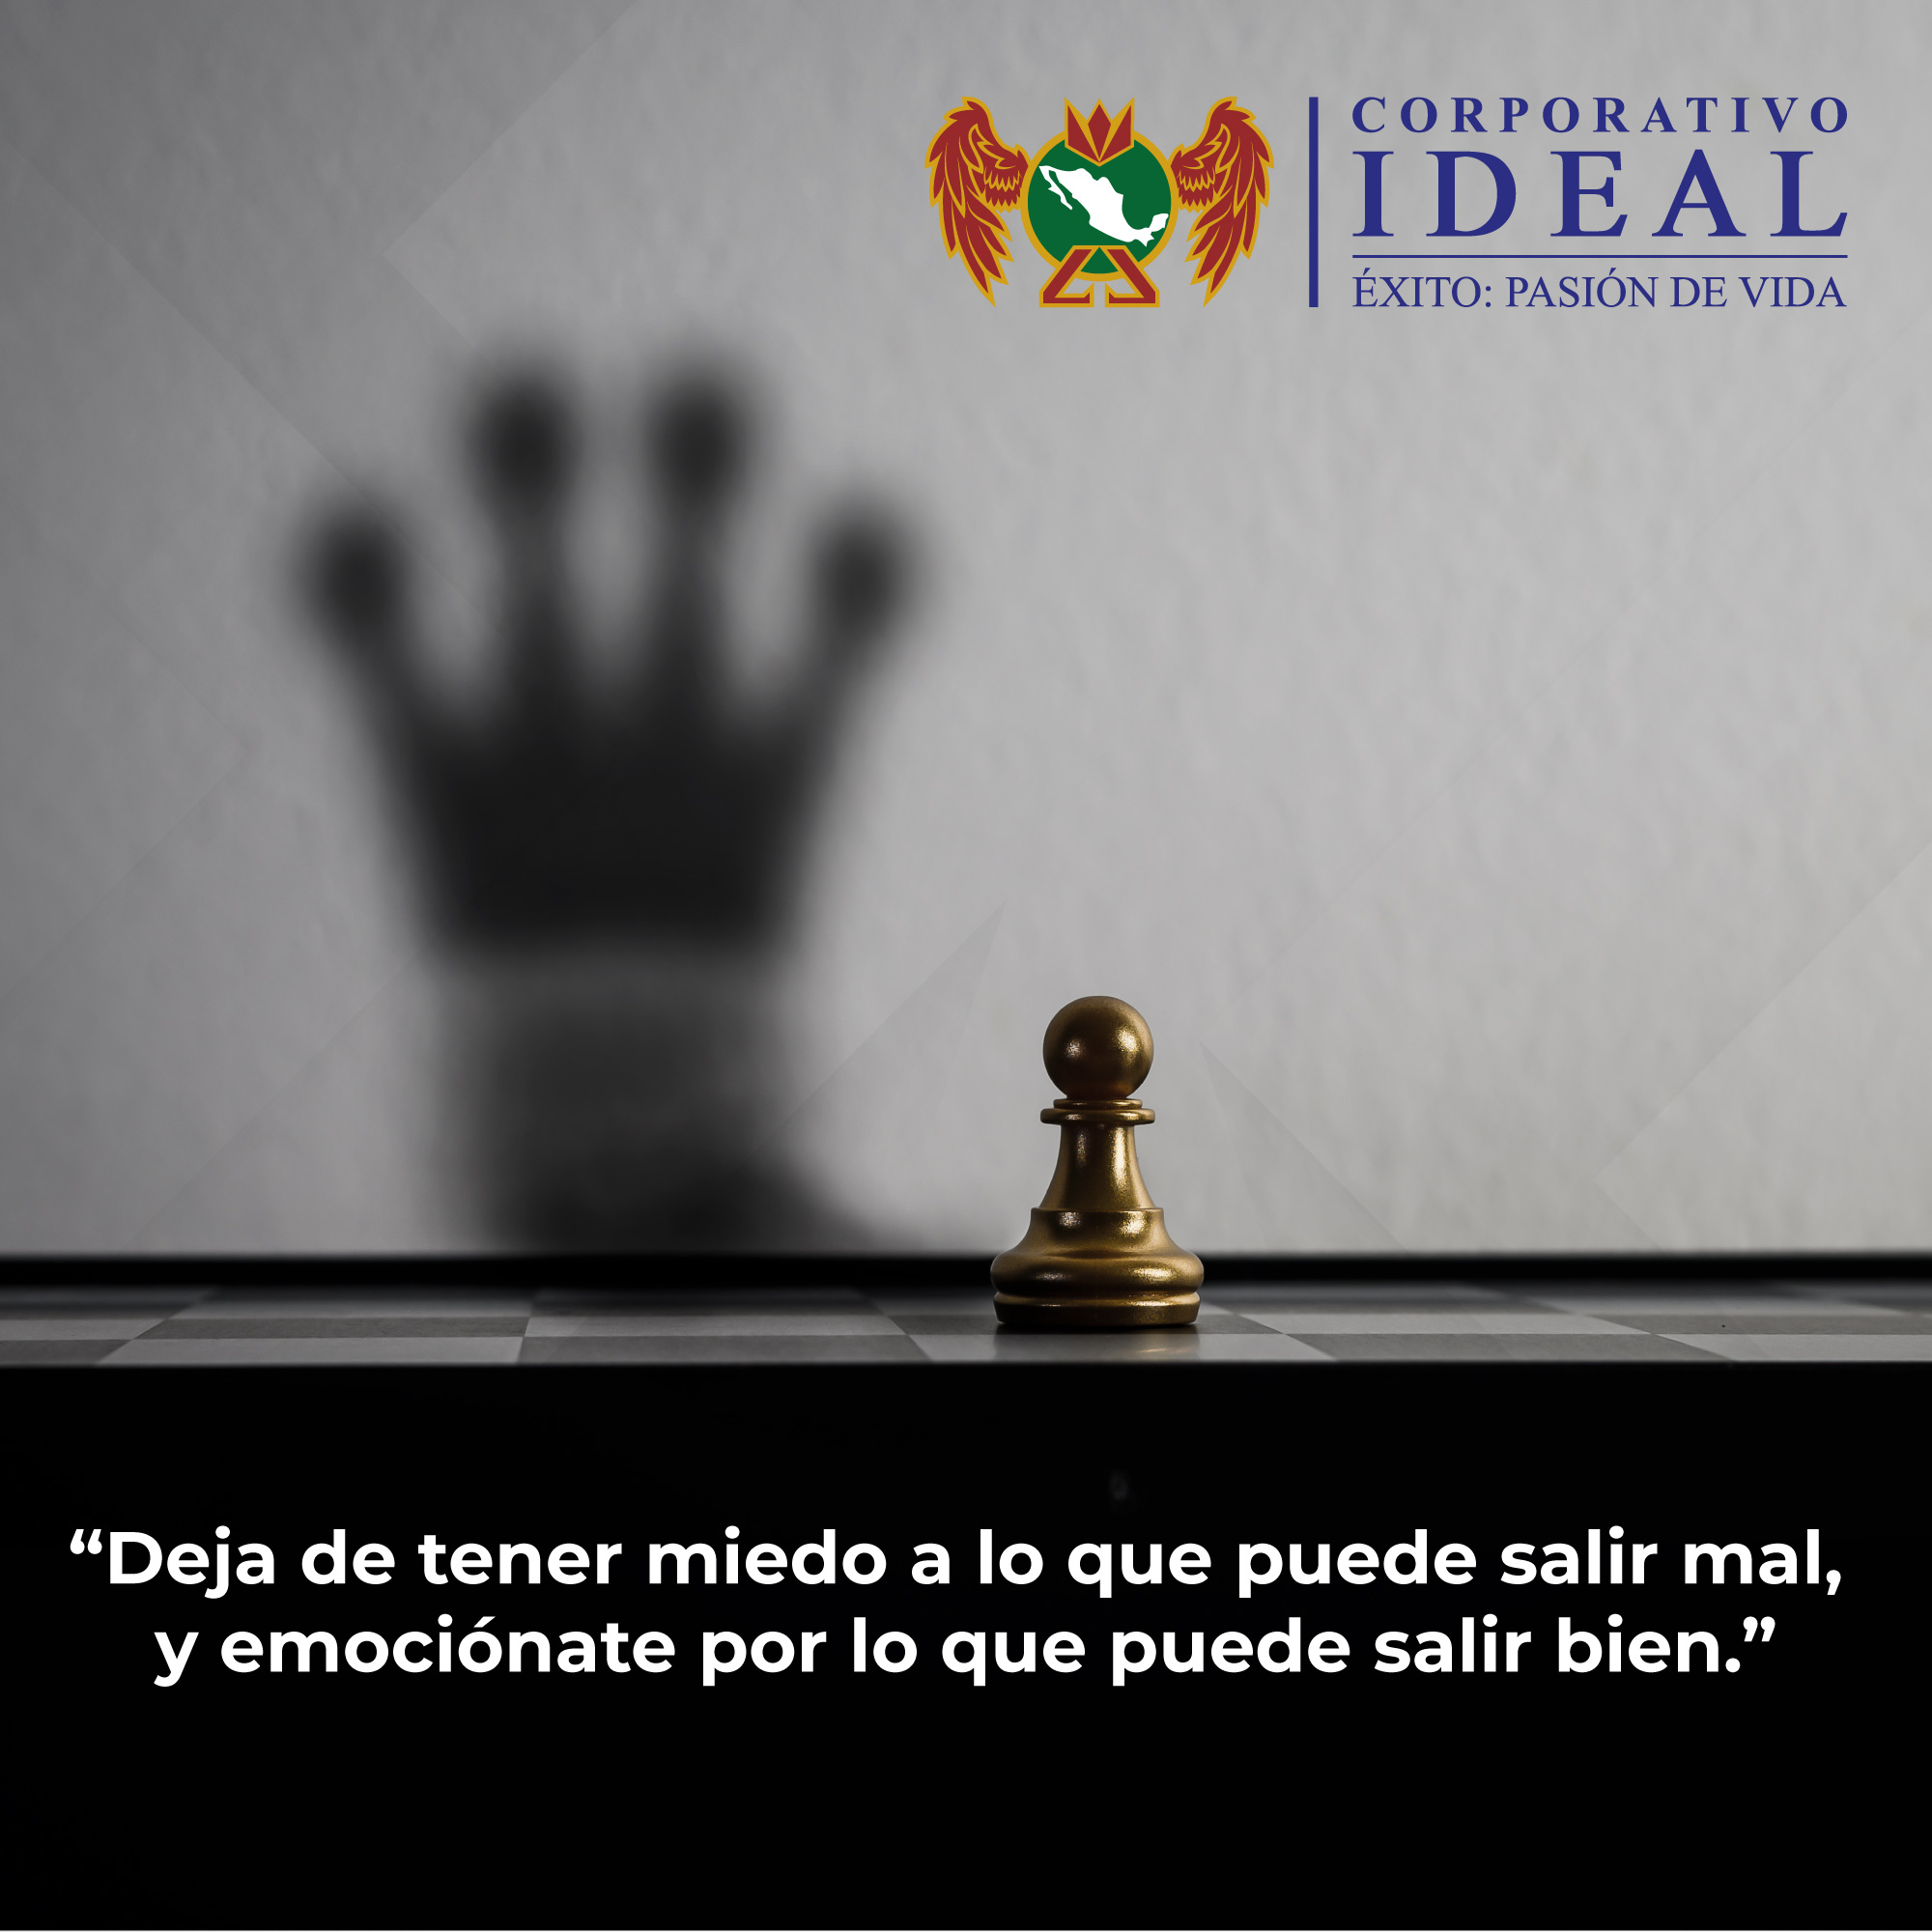 CORPORATIVO
IDEAL
ÉXITO: PASIÓN DE VIDA
“Deja de tener miedo a lo que puede salir mal,
y emociónate por lo que puede salir bien.”